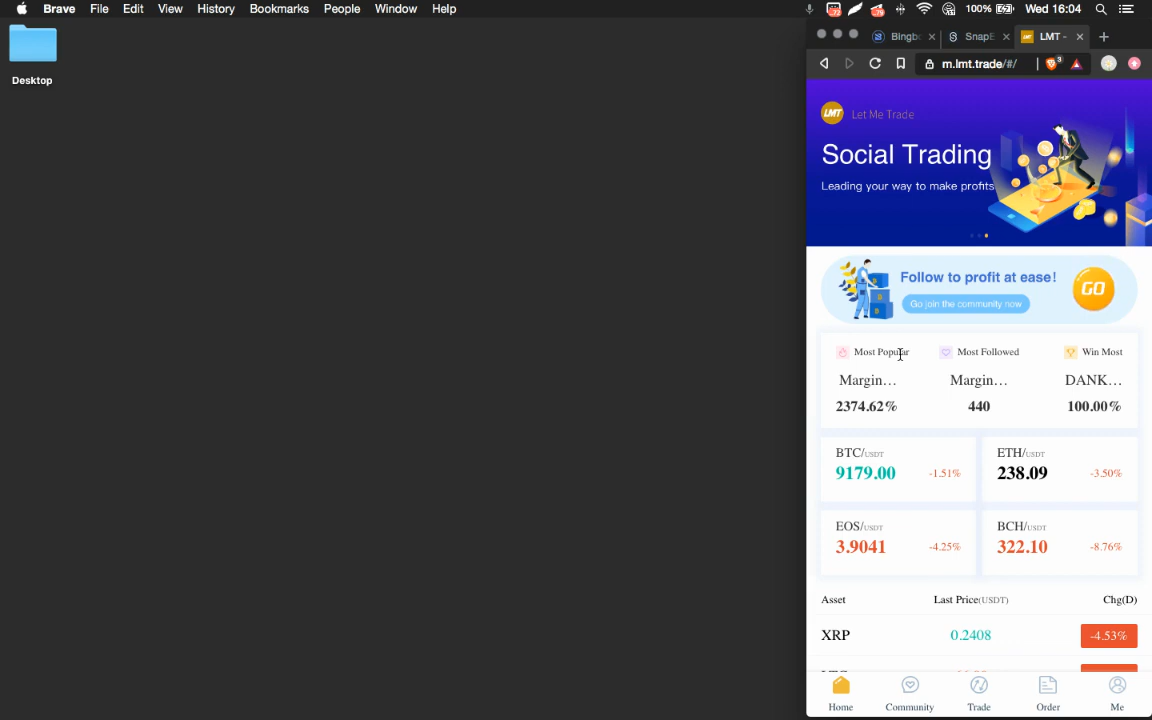 Brave File Edit View History Bookmarks People Window Help
100% Wed 16:04
Desktop
Bingb
SnapE
LMT -
m.lmt.trade/#/
3
LMT Let Me Trade
Social Trading
Leading your way to make profits
Follow to profit at ease!
Go join the community now
GO
Most Popular Most Followed Win Most
Margin... Margin... DANK...
2374.62% 440 100.00%
BTC/USDT ETH/USDT
9179.00 -1.51% 238.09 -3.50%
EOS/USDT BCH/USDT
3.9041 -4.25% 322.10 -8.76%
Asset Last Price(USDT) Chg(D)
XRP 0.2408 -4.53%
Home Community Trade Order Me